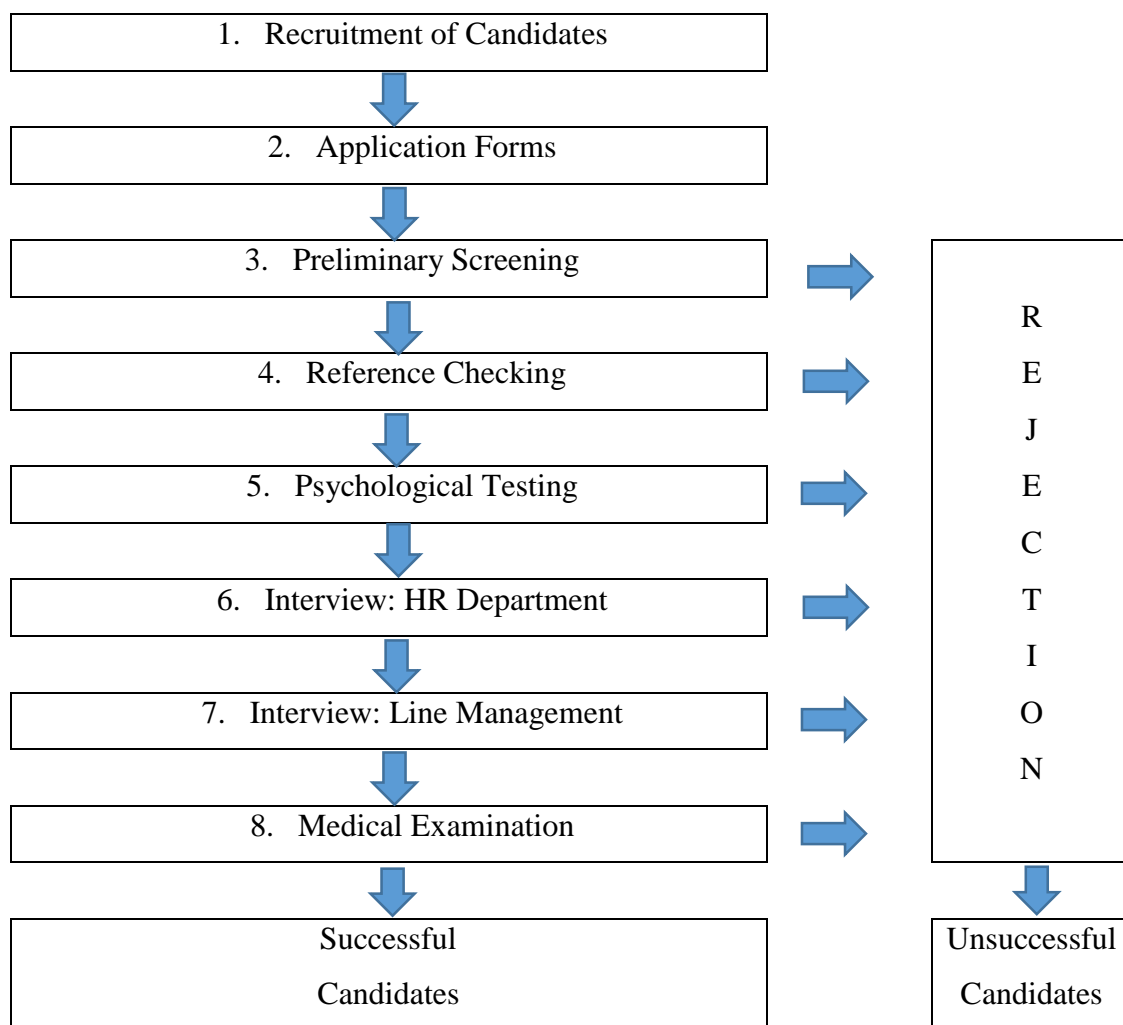 1. Recruitment of Candidates
2. Application Forms
3. Preliminary Screening
4. Reference Checking
5. Psychological Testing
6. Interview: HR Department
7. Interview: Line Management
8. Medical Examination
R
E
J
E
C
T
I
O
N
Successful
Candidates
Unsuccessful
Candidates